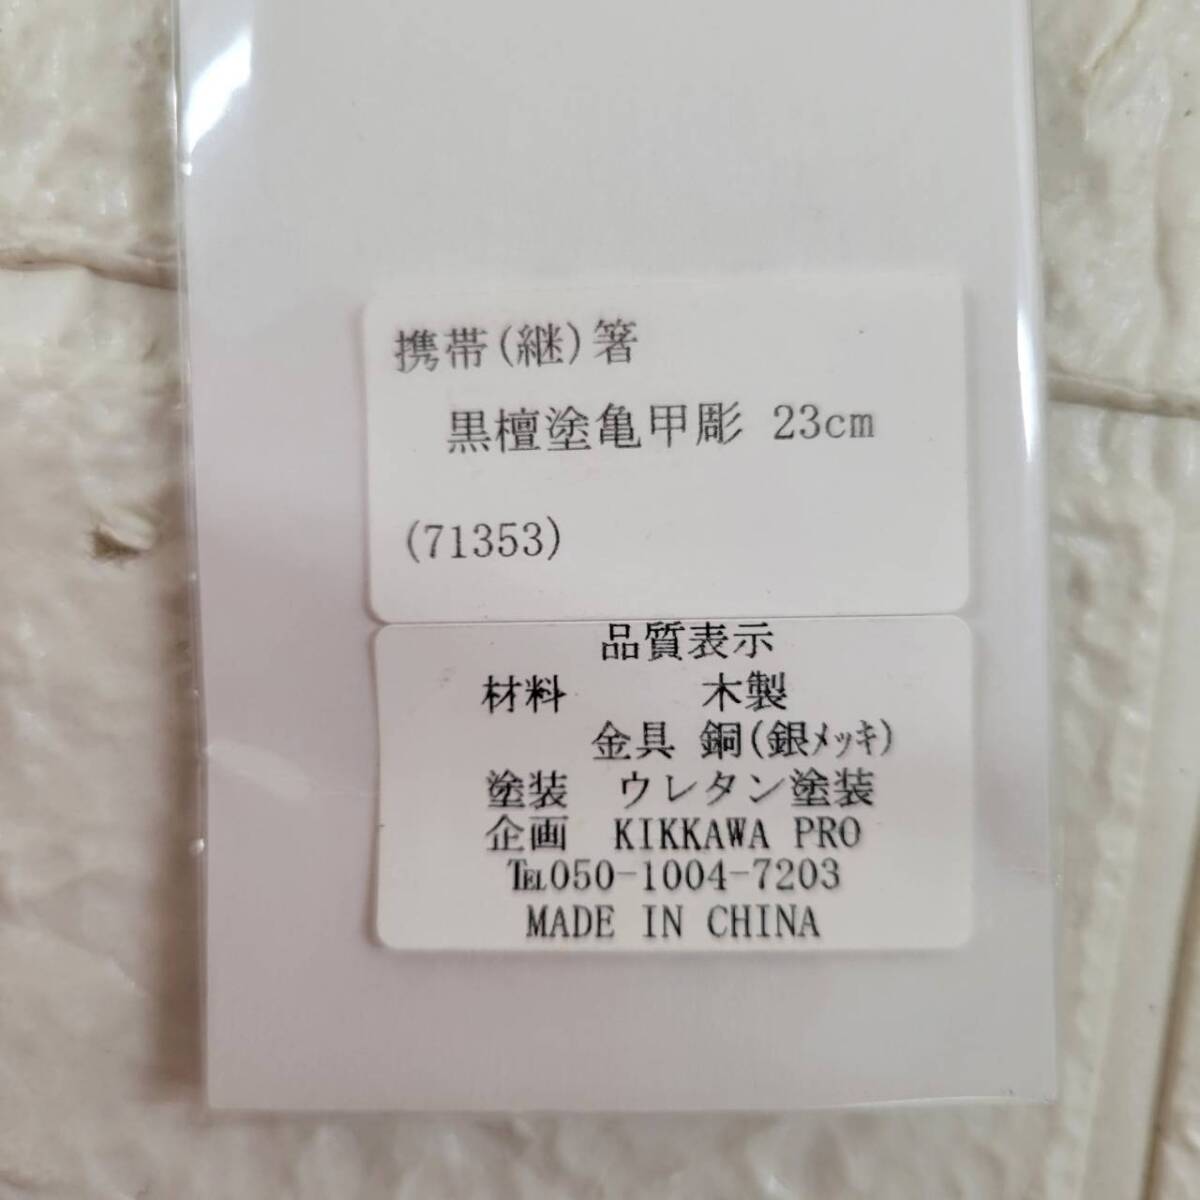 携帯(継)箸
黒檀塗亀甲彫 23cm
(71353)
品質表示
材料 木製
金具 銅(銀ﾒｯｷ)
塗装 ウレタン塗装
企画 KIKKAWA PRO
℡050-1004-7203
MADE IN CHINA